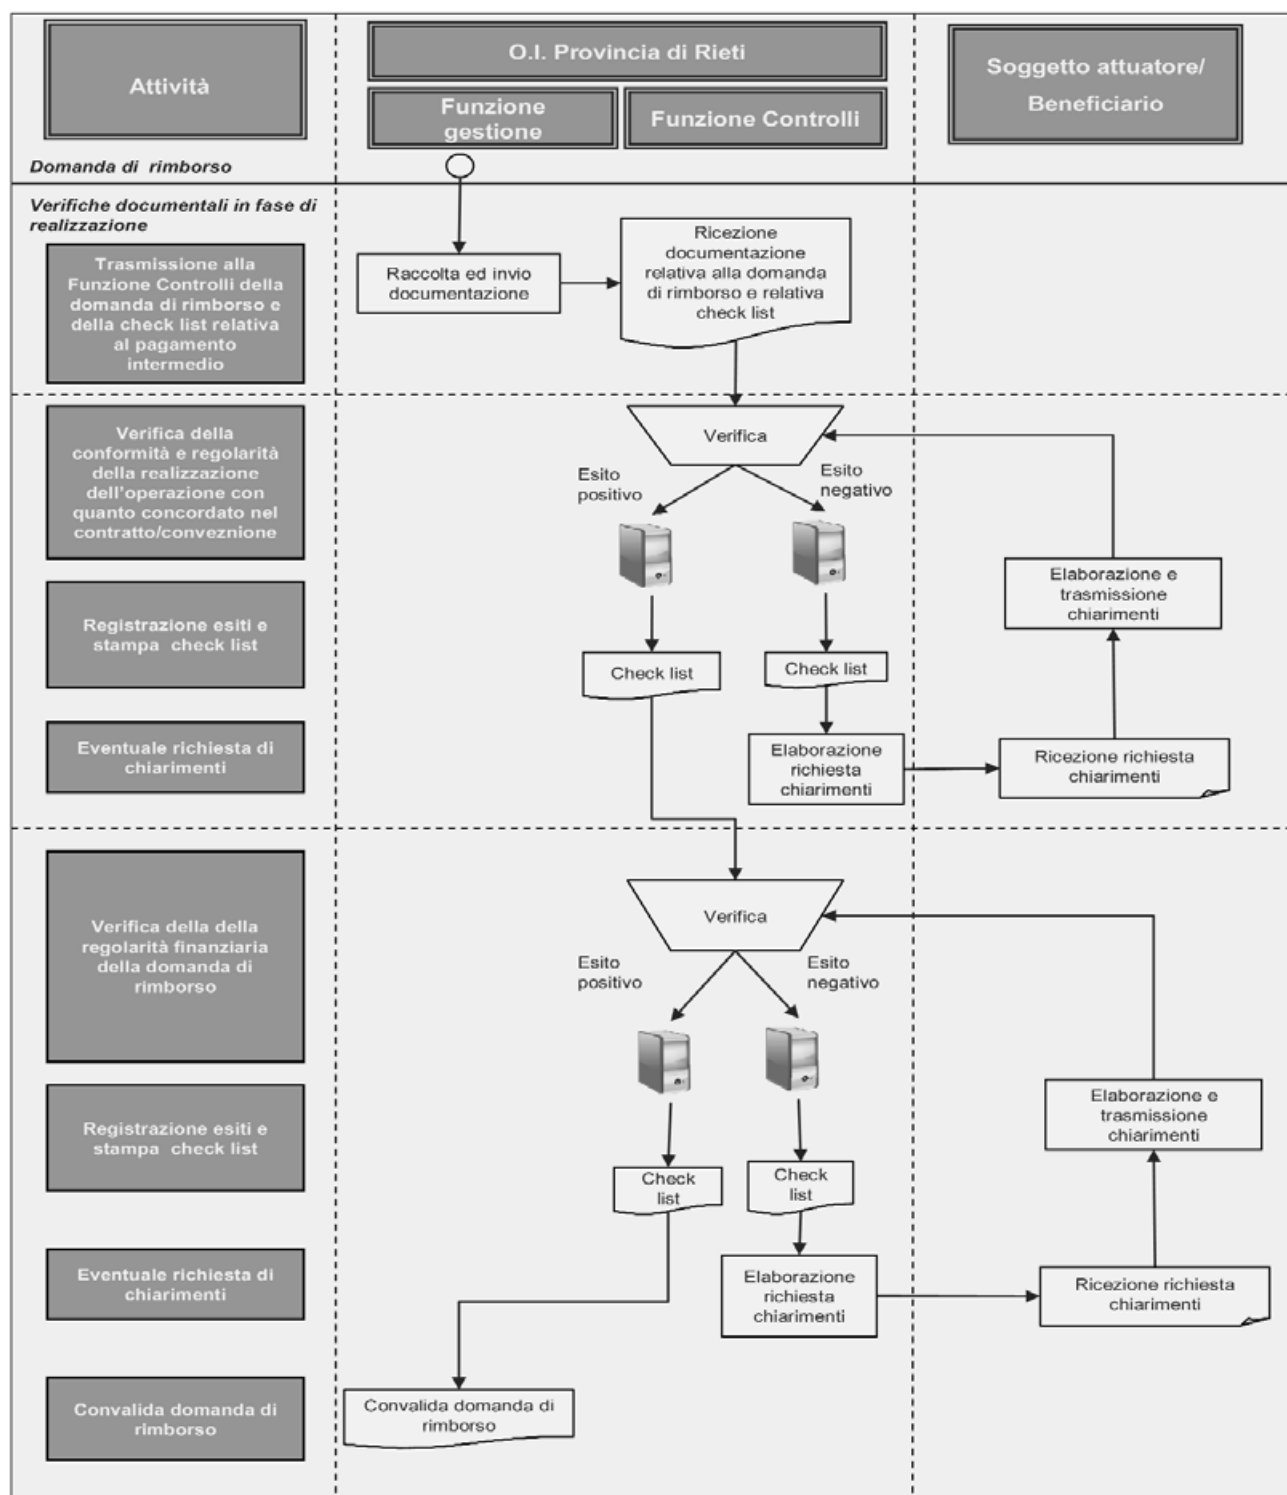 Attività
O.I. Provincia di Rieti
Funzione
gestione
Funzione Controlli
Soggetto attuatore/
Beneficiario
Domanda di rimborso
Verifiche documentali in fase di
realizzazione
Trasmissione alla
Funzione Controlli della
domanda di rimborso e
della check list relativa
al pagamento
intermedio
Raccolta ed invio
documentazione
Ricezione
documentazione
relativa alla domanda
di rimborso e relativa
check list
Verifica della
conformità e regolarità
della realizzazione
dell'operazione con
quanto concordato nel
contratto/conveznione
Verifica
Esito
positivo
Esito
negativo
Elaborazione e
trasmissione
chiarimenti
Registrazione esiti e
stampa check list
Check list
Check list
Eventuale richiesta di
chiarimenti
Elaborazione
richiesta
chiarimenti
Ricezione richiesta
chiarimenti
Verifica della della
regolarità finanziaria
della domanda di
rimborso
Verifica
Esito
positivo
Esito
negativo
Elaborazione e
trasmissione
chiarimenti
Registrazione esiti e
stampa check list
Check
list
Check
list
Eventuale richiesta di
chiarimenti
Elaborazione
richiesta
chiarimenti
Ricezione richiesta
chiarimenti
Convalida domanda di
rimborso
Convalida domanda di
rimborso